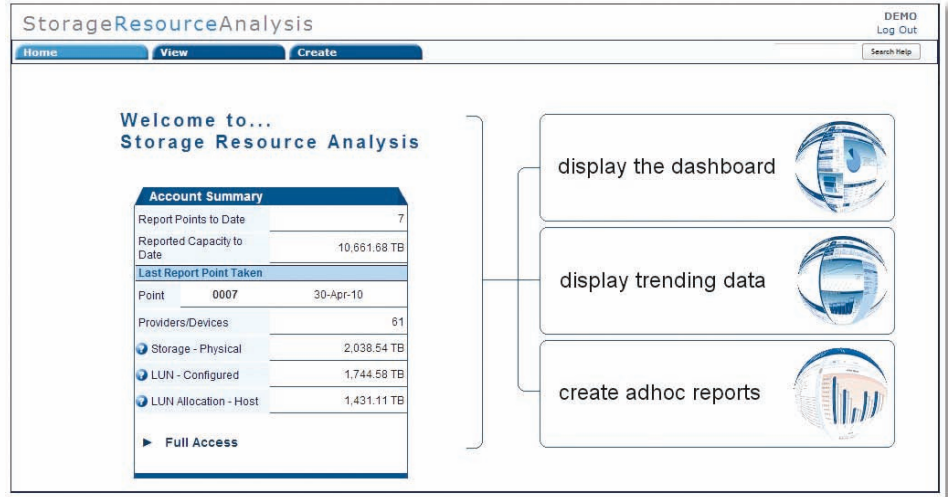 StorageResourceAnalysis
DEMO
Log Out
Home
View
Create
Search Help
Welcome to...
Storage Resource Analysis
Account Summary
Report Points to Date 7
Reported Capacity to Date 10,661.68 TB
Last Report Point Taken
Point 0007 30-Apr-10
Providers/Devices 61
Storage - Physical 2,038.54 TB
LUN - Configured 1,744.58 TB
LUN Allocation - Host 1,431.11 TB
Full Access
display the dashboard
display trending data
create adhoc reports